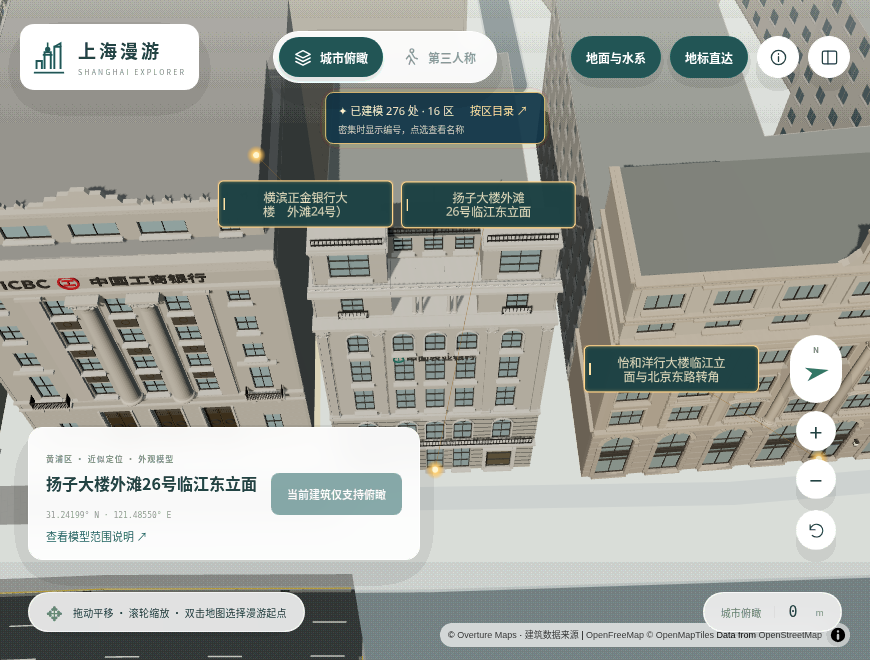 上海漫游
SHANGHAI EXPLORER
城市俯瞰
第三人称
地面与水系
地标直达
✦ 已建模 276 处 · 16 区 按区目录 ↗
密集时显示编号，点选查看名称
横滨正金银行大
楼 外滩24号）
扬子大楼外滩
26号临江东立面
ICBC 中国工商银行
中国农业银行
怡和洋行大楼临江立
面与北京东路转角
N
+
−
黄浦区 · 近似定位 · 外观模型
扬子大楼外滩26号临江东立面
当前建筑仅支持俯瞰
31.24199° N · 121.48550° E
查看模型范围说明 ↗
拖动平移 · 滚轮缩放 · 双击地图选择漫游起点
城市俯瞰 0 m
© Overture Maps · 建筑数据来源 | OpenFreeMap © OpenMapTiles Data from OpenStreetMap